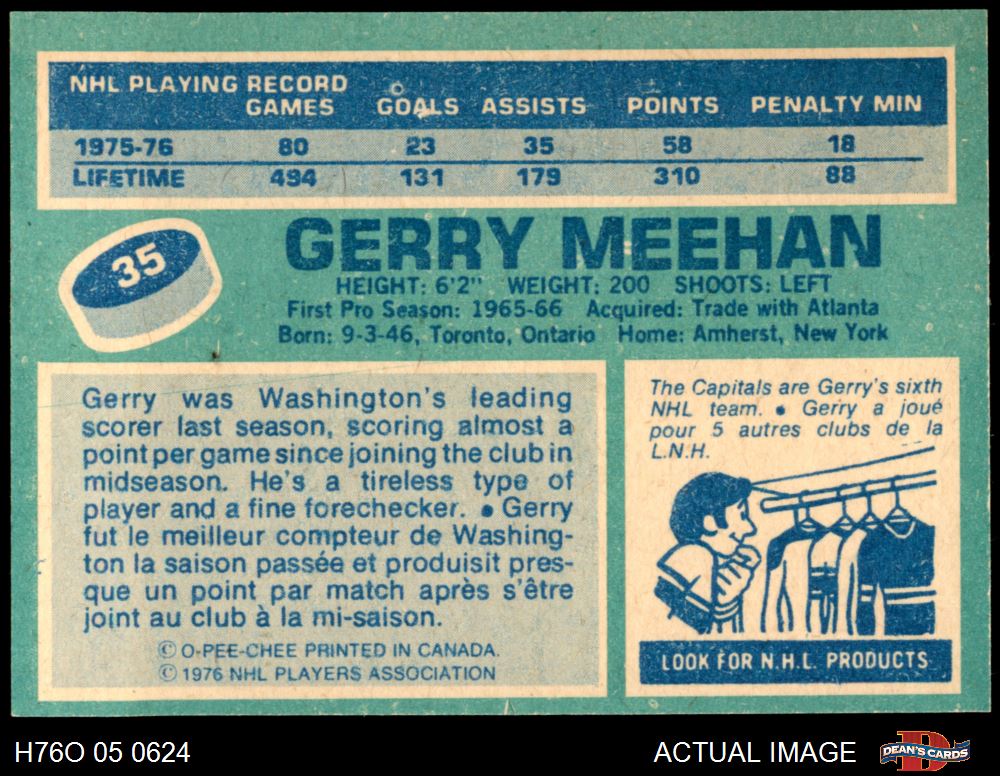 NHL PLAYING RECORD
GAMES GOALS ASSISTS POINTS PENALTY MIN
1975-76 80 23 35 58 18
LIFETIME 494 131 179 310 88
35
GERRY MEEHAN
HEIGHT: 6'2" WEIGHT: 200 SHOOTS: LEFT
First Pro Season: 1965-66 Acquired: Trade with Atlanta
Born: 9-3-46, Toronto, Ontario Home: Amherst, New York
Gerry was Washington's leading
scorer last season, scoring almost a
point per game since joining the club in
midseason. He's a tireless type of
player and a fine forechecker. • Gerry
fut le meilleur compteur de Washing-
ton la saison passée et produisit pres-
que un point par match après s'être
joint au club à la mi-saison.
© O-PEE-CHEE PRINTED IN CANADA.
© 1976 NHL PLAYERS ASSOCIATION
The Capitals are Gerry's sixth
NHL team. • Gerry a joué
pour 5 autres clubs de la
L.N.H.
LOOK FOR N.H.L. PRODUCTS
H76O 05 0624
ACTUAL IMAGE
DEAN'S CARDS